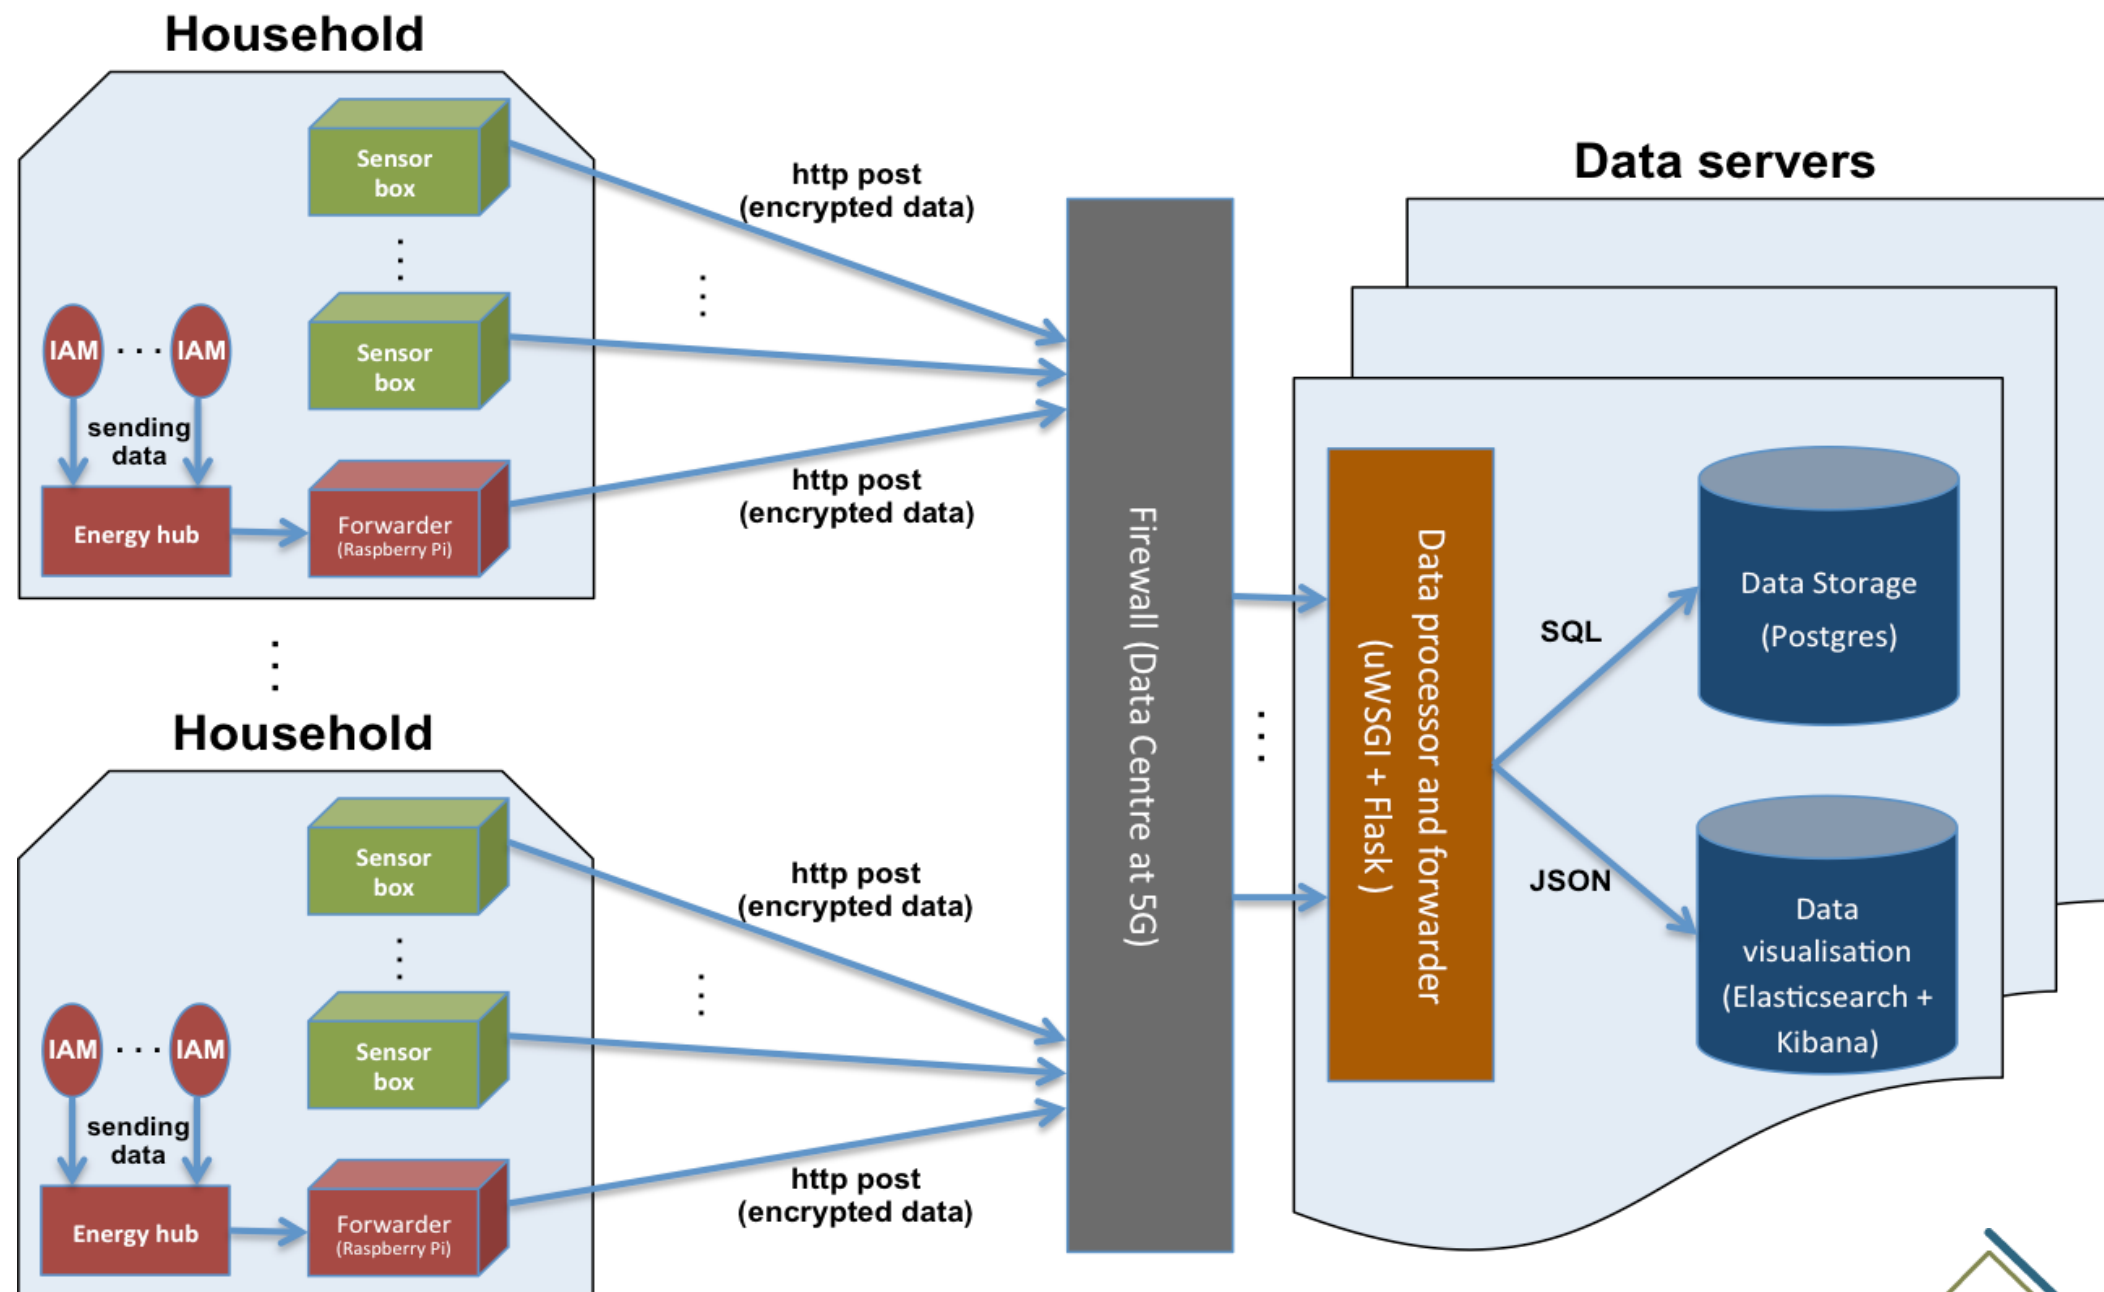 Household
Sensor
box
http post
(encrypted data)
Sensor
box
IAM
IAM
sending
data
Energy hub
Forwarder
(Raspberry Pi)
http post
(encrypted data)
Household
Sensor
box
http post
(encrypted data)
Sensor
box
IAM
IAM
sending
data
Energy hub
Forwarder
(Raspberry Pi)
http post
(encrypted data)
Firewall (Data Centre at 5G)
Data servers
Data processor and forwarder
(uWSGI + Flask )
SQL
JSON
Data Storage
(Postgres)
Data
visualisation
(Elasticsearch +
Kibana)